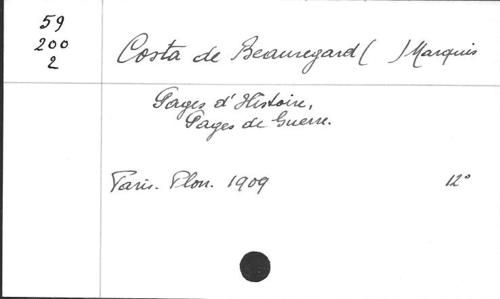 59
200
2
Costa de Beauregard ( ) Marquis
Pages d'Histoire,
Pages de Guerre.
Paris. Plon. 1909 12°